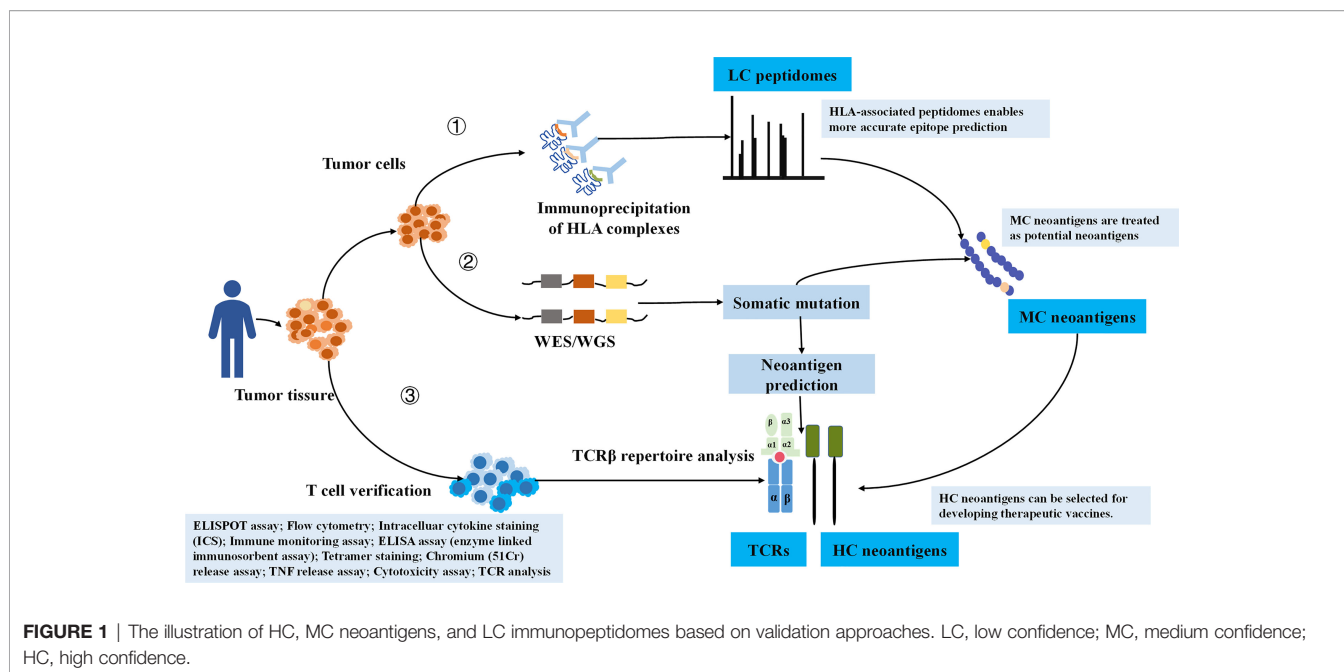 LC peptidomes
HLA-associated peptidomes enables
more accurate epitope prediction
①
Tumor cells
Immunoprecipitation
of HLA complexes
MC neoantigens are treated
as potential neoantigens
②
Somatic mutation
MC neoantigens
WES/WGS
Neoantigen
prediction
Tumor tissue
③
β α3
α1 α2
TCRβ repertoire analysis
T cell verification
α β
HC neoantigens can be selected for
developing therapeutic vaccines.
ELISPOT assay; Flow cytometry; Intracelluar cytokine staining
(ICS); Immune monitoring assay; ELISA assay (enzyme linked
immunosorbent assay); Tetramer staining; Chromium (51Cr)
release assay; TNF release assay; Cytotoxicity assay; TCR analysis
TCRs
HC neoantigens
FIGURE 1 | The illustration of HC, MC neoantigens, and LC immunopeptidomes based on validation approaches. LC, low confidence; MC, medium confidence;
HC, high confidence.